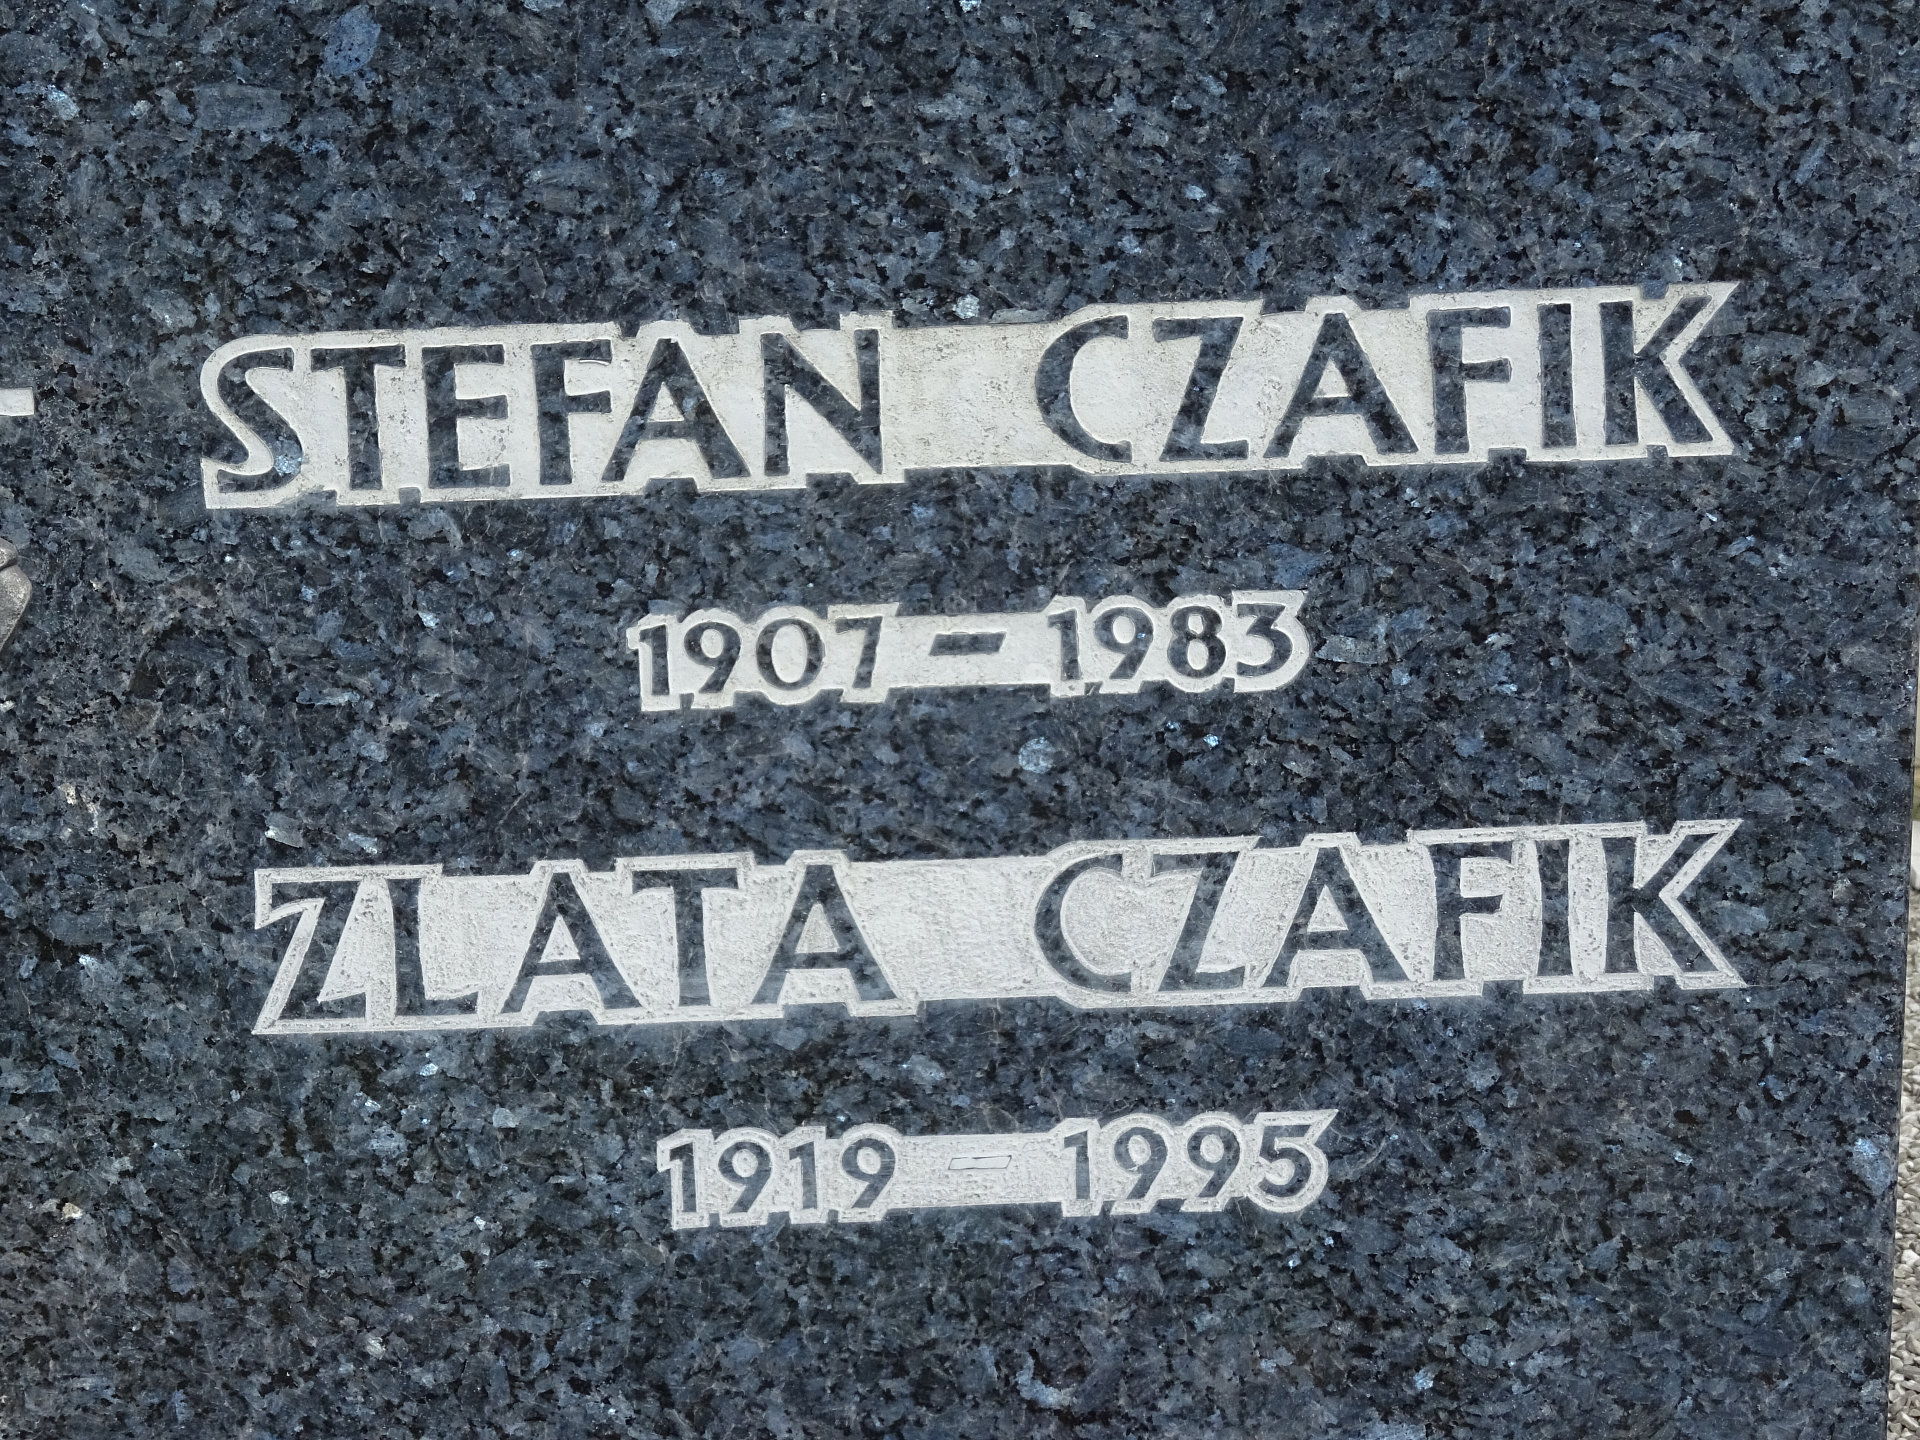 STEFAN CZAFIK
1907 - 1983
ZLATA CZAFIK
1919 - 1995